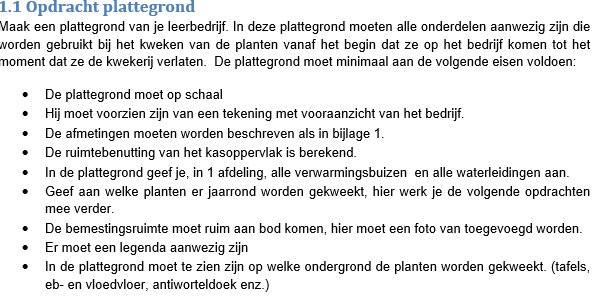 1.1 Opdracht plattegrond
Maak een plattegrond van je leerbedrijf. In deze plattegrond moeten alle onderdelen aanwezig zijn die
worden gebruikt bij het kweken van de planten vanaf het begin dat ze op het bedrijf komen tot het
moment dat ze de kwekerij verlaten.  De plattegrond moet minimaal aan de volgende eisen voldoen:
• De plattegrond moet op schaal
• Hij moet voorzien zijn van een tekening met vooraanzicht van het bedrijf.
• De afmetingen moeten worden beschreven als in bijlage 1.
• De ruimtebenutting van het kasoppervlak is berekend.
• In de plattegrond geef je, in 1 afdeling, alle verwarmingsbuizen  en alle waterleidingen aan.
• Geef aan welke planten er jaarrond worden gekweekt, hier werk je de volgende opdrachten
mee verder.
• De bemestingsruimte moet ruim aan bod komen, hier moet een foto van toegevoegd worden.
• Er moet een legenda aanwezig zijn
• In de plattegrond moet te zien zijn op welke ondergrond de planten worden gekweekt. (tafels,
eb- en vloedvloer, antiworteldoek enz.)